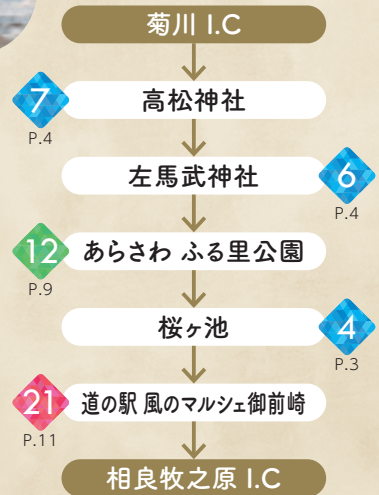 菊川 I.C
7
高松神社
P.4
左馬武神社
6
P.4
12
あらさわ ふる里公園
P.9
桜ヶ池
4
P.3
21
道の駅 風のマルシェ御前崎
P.11
相良牧之原 I.C